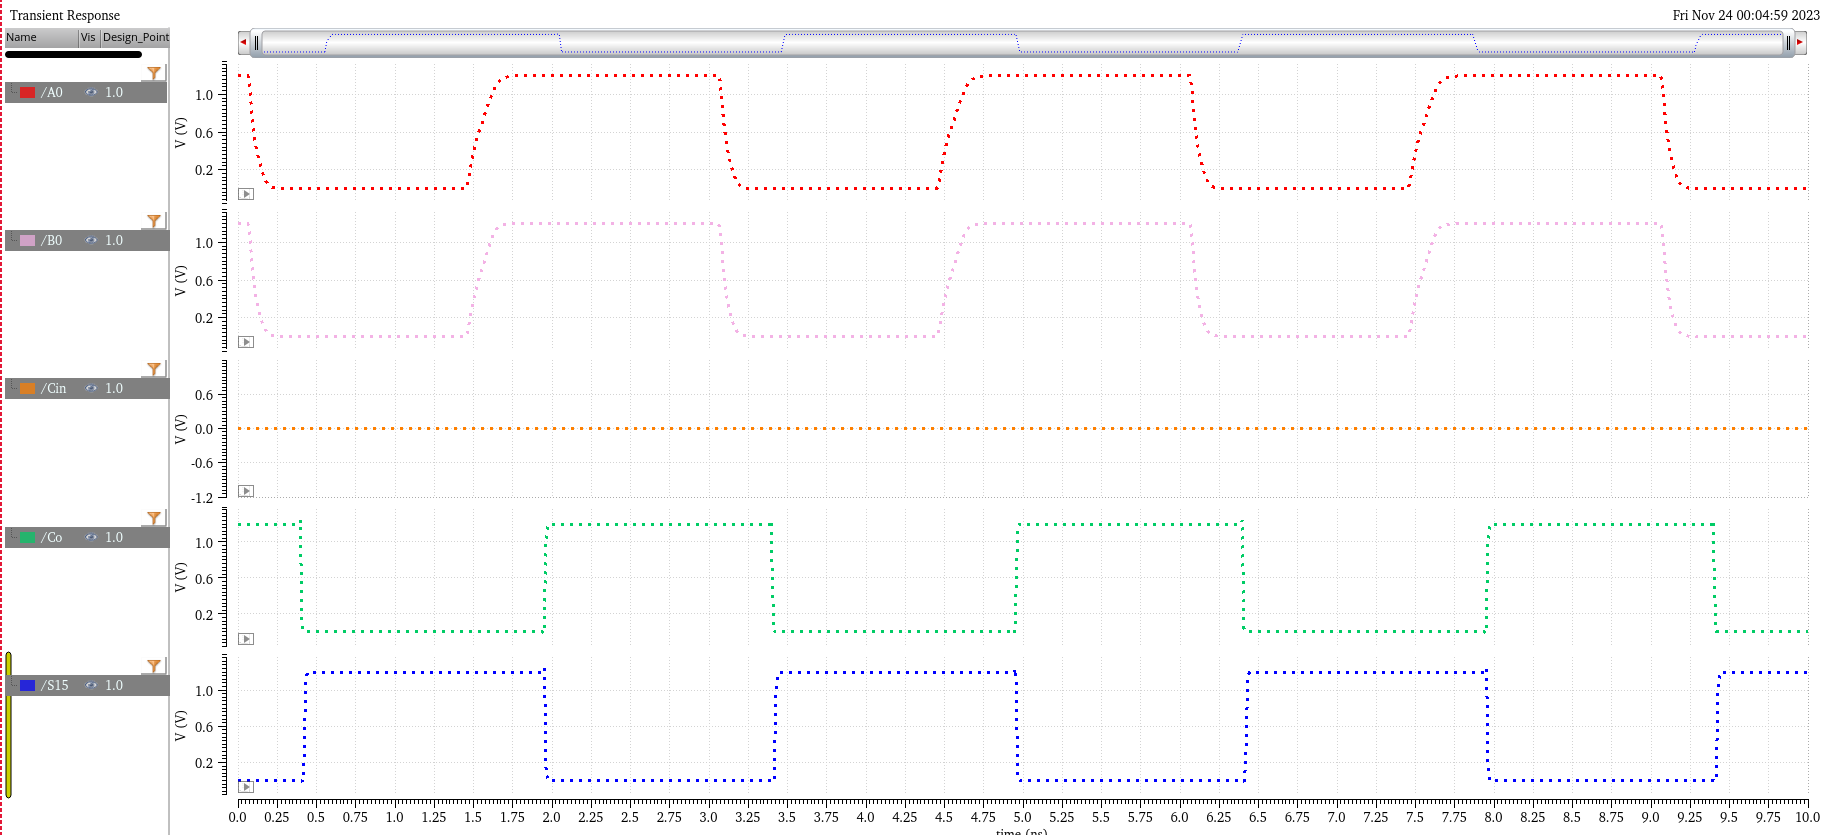 Transient Response
Fri Nov 24 00:04:59 2023
Name Vis Design_Point
/A0 1.0
V (V)
1.0
0.6
0.2
/B0 1.0
V (V)
1.0
0.6
0.2
/Cin 1.0
V (V)
0.6
0.0
-0.6
-1.2
/Co 1.0
V (V)
1.0
0.6
0.2
/S15 1.0
V (V)
1.0
0.6
0.2
0.0 0.25 0.5 0.75 1.0 1.25 1.5 1.75 2.0 2.25 2.5 2.75 3.0 3.25 3.5 3.75 4.0 4.25 4.5 4.75 5.0 5.25 5.5 5.75 6.0 6.25 6.5 6.75 7.0 7.25 7.5 7.75 8.0 8.25 8.5 8.75 9.0 9.25 9.5 9.75 10.0
time (ns)